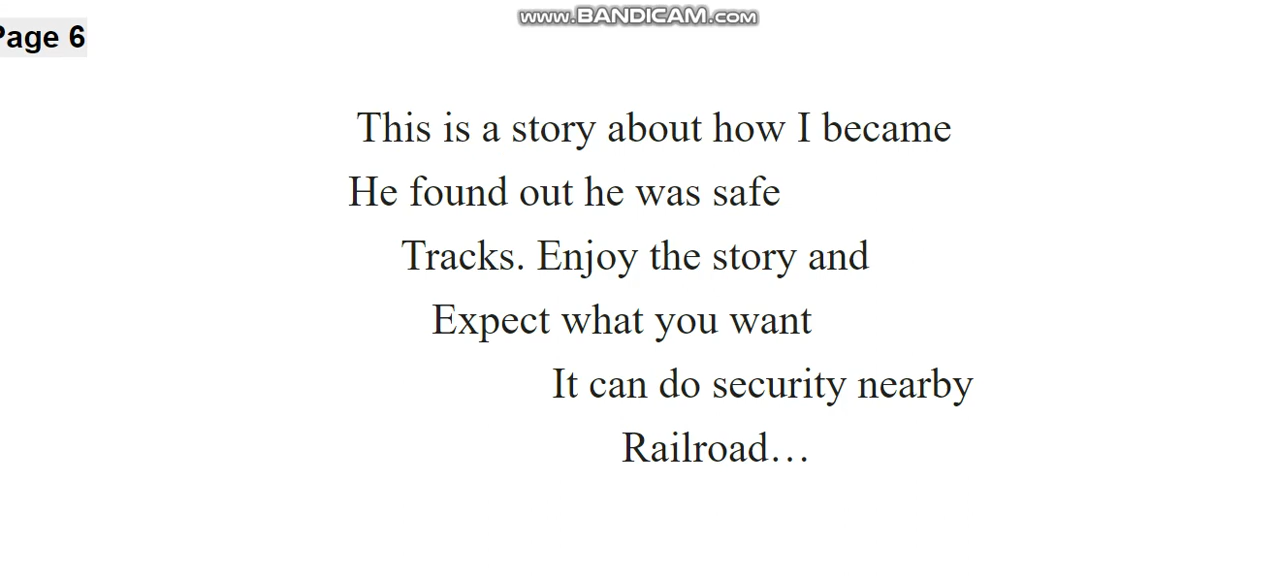 www.BANDICAM.com
Page 6
This is a story about how I became
He found out he was safe
Tracks. Enjoy the story and
Expect what you want
It can do security nearby
Railroad…